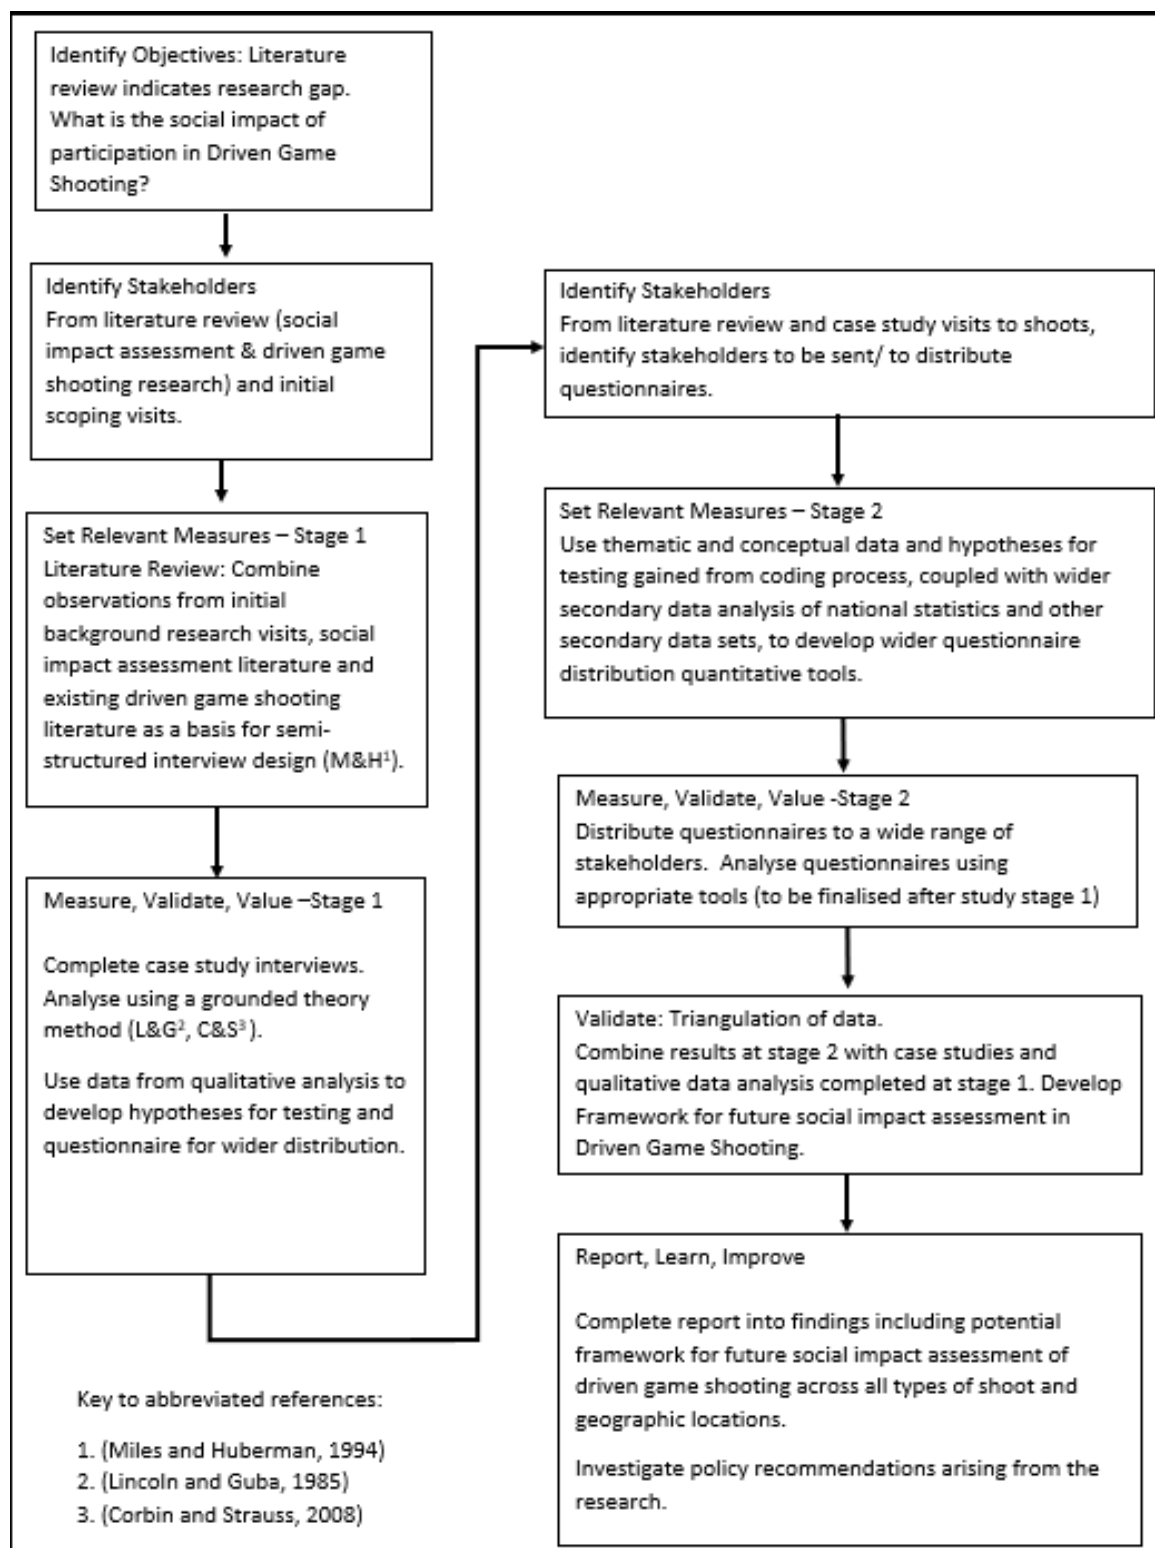 Identify Objectives: Literature
review indicates research gap.
What is the social impact of
participation in Driven Game
Shooting?
Identify Stakeholders
From literature review (social
impact assessment & driven game
shooting research) and initial
scoping visits.
Set Relevant Measures – Stage 1
Literature Review: Combine
observations from initial
background research visits, social
impact assessment literature and
existing driven game shooting
literature as a basis for semi-
structured interview design (M&H¹).
Measure, Validate, Value –Stage 1
Complete case study interviews.
Analyse using a grounded theory
method (L&G², C&S³).
Use data from qualitative analysis to
develop hypotheses for testing and
questionnaire for wider distribution.
Identify Stakeholders
From literature review and case study visits to shoots,
identify stakeholders to be sent/ to distribute
questionnaires.
Set Relevant Measures – Stage 2
Use thematic and conceptual data and hypotheses for
testing gained from coding process, coupled with wider
secondary data analysis of national statistics and other
secondary data sets, to develop wider questionnaire
distribution quantitative tools.
Measure, Validate, Value -Stage 2
Distribute questionnaires to a wide range of
stakeholders.  Analyse questionnaires using
appropriate tools (to be finalised after study stage 1)
Validate: Triangulation of data.
Combine results at stage 2 with case studies and
qualitative data analysis completed at stage 1. Develop
Framework for future social impact assessment in
Driven Game Shooting.
Report, Learn, Improve
Complete report into findings including potential
framework for future social impact assessment of
driven game shooting across all types of shoot and
geographic locations.
Investigate policy recommendations arising from the
research.
Key to abbreviated references:
1. (Miles and Huberman, 1994)
2. (Lincoln and Guba, 1985)
3. (Corbin and Strauss, 2008)